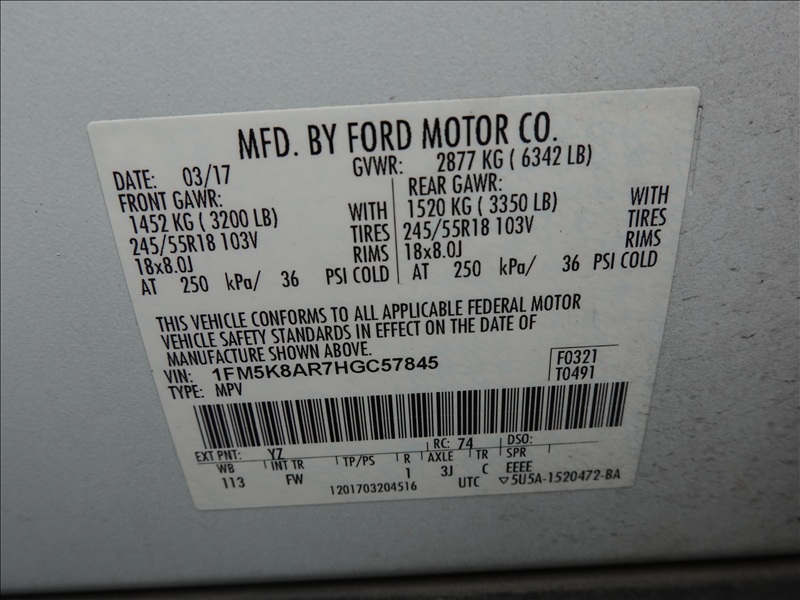 MFD. BY FORD MOTOR CO.
DATE: 03/17 GVWR: 2877 KG ( 6342 LB)
FRONT GAWR: REAR GAWR:
1452 KG ( 3200 LB) WITH 1520 KG ( 3350 LB) WITH
245/55R18 103V TIRES 245/55R18 103V TIRES
18x8.0J RIMS 18x8.0J RIMS
AT 250 kPa/ 36 PSI COLD AT 250 kPa/ 36 PSI COLD
THIS VEHICLE CONFORMS TO ALL APPLICABLE FEDERAL MOTOR
VEHICLE SAFETY STANDARDS IN EFFECT ON THE DATE OF
MANUFACTURE SHOWN ABOVE.
VIN: 1FM5K8AR7HGC57845 F0321
TYPE: MPV T0491
EXT PNT: YZ RC: 74 DSO:
WB INT TR TP/PS R AXLE TR SPR
113 FW 1 3J C EEEE
1201703204516 UTC ▽5U5A-1520472-BA